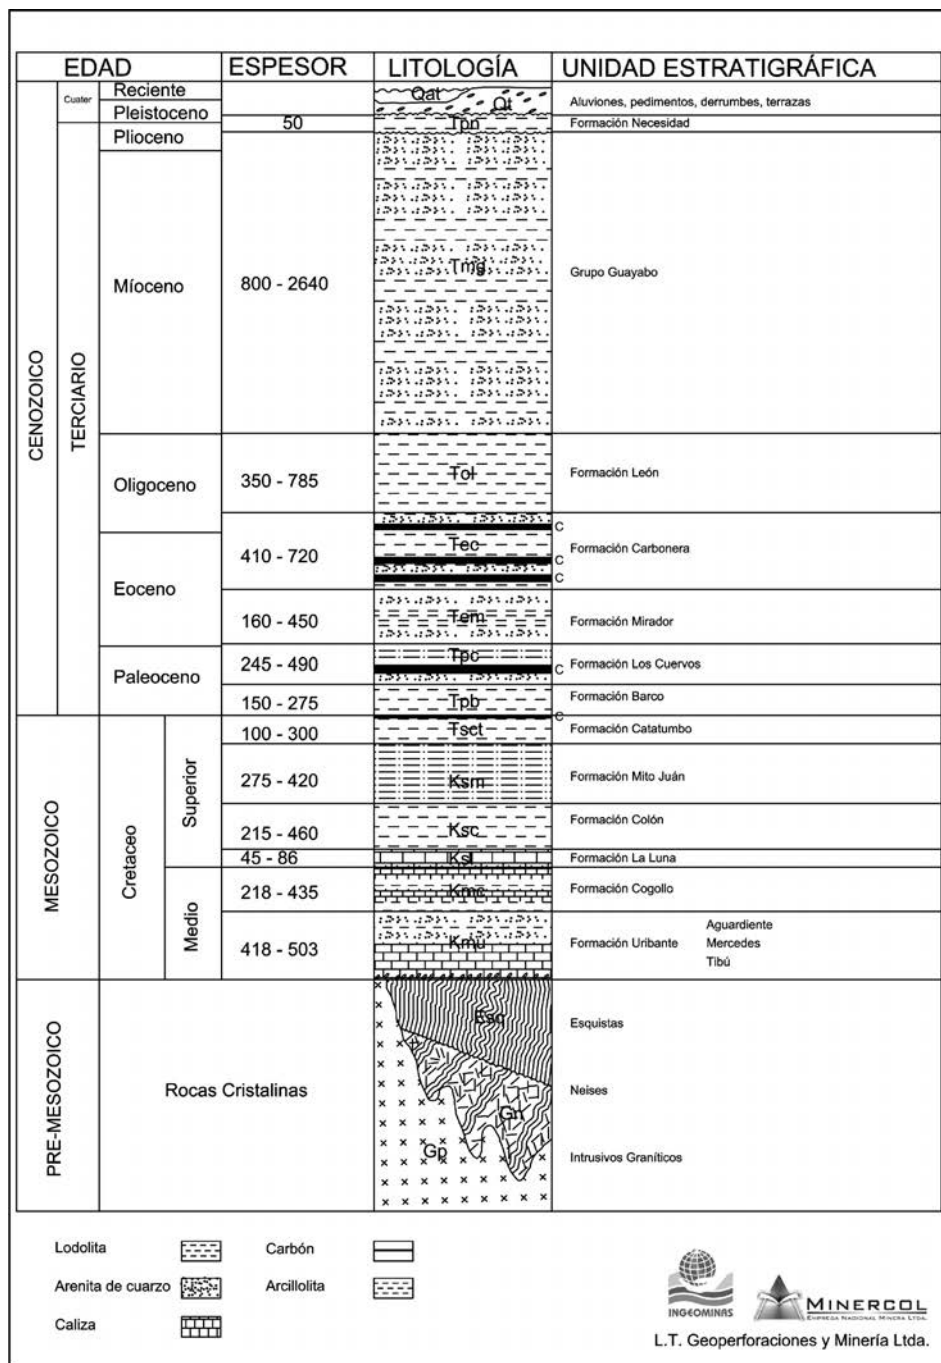 EDAD ESPESOR LITOLOGÍA UNIDAD ESTRATIGRÁFICA
CENOZOICO
Cuater
Reciente
Pleistoceno
Qat
Qt
Aluviones, pedimentos, derrumbes, terrazas
TERCIARIO
Plioceno
50 Tpn Formación Necesidad
Míoceno 800 - 2640 Tmg Grupo Guayabo
Oligoceno 350 - 785 Tol Formación León
C
410 - 720 Tec Formación Carbonera
C
C
Eoceno
160 - 450 Tem Formación Mirador
Paleoceno
245 - 490 Tpc Formación Los Cuervos
C
150 - 275 Tpb Formación Barco
C
MESOZOICO
Cretaceo
Superior
100 - 300 Tsct Formación Catatumbo
275 - 420 Ksm Formación Mito Juán
215 - 460 Ksc Formación Colón
45 - 86 Ksl Formación La Luna
Medio
218 - 435 Kmc Formación Cogollo
418 - 503 Kmu Formación Uribante
Aguardiente
Mercedes
Tibú
PRE-MESOZOICO
Rocas Cristalinas
Esq Esquistas
Gn Neises
Gp Intrusivos Graníticos
Lodolita Carbón
Arenita de cuarzo Arcillolita
Caliza
INGEOMINAS
MINERCOL
EMPRESA NACIONAL MINERA LTDA.
L.T. Geoperforaciones y Minería Ltda.